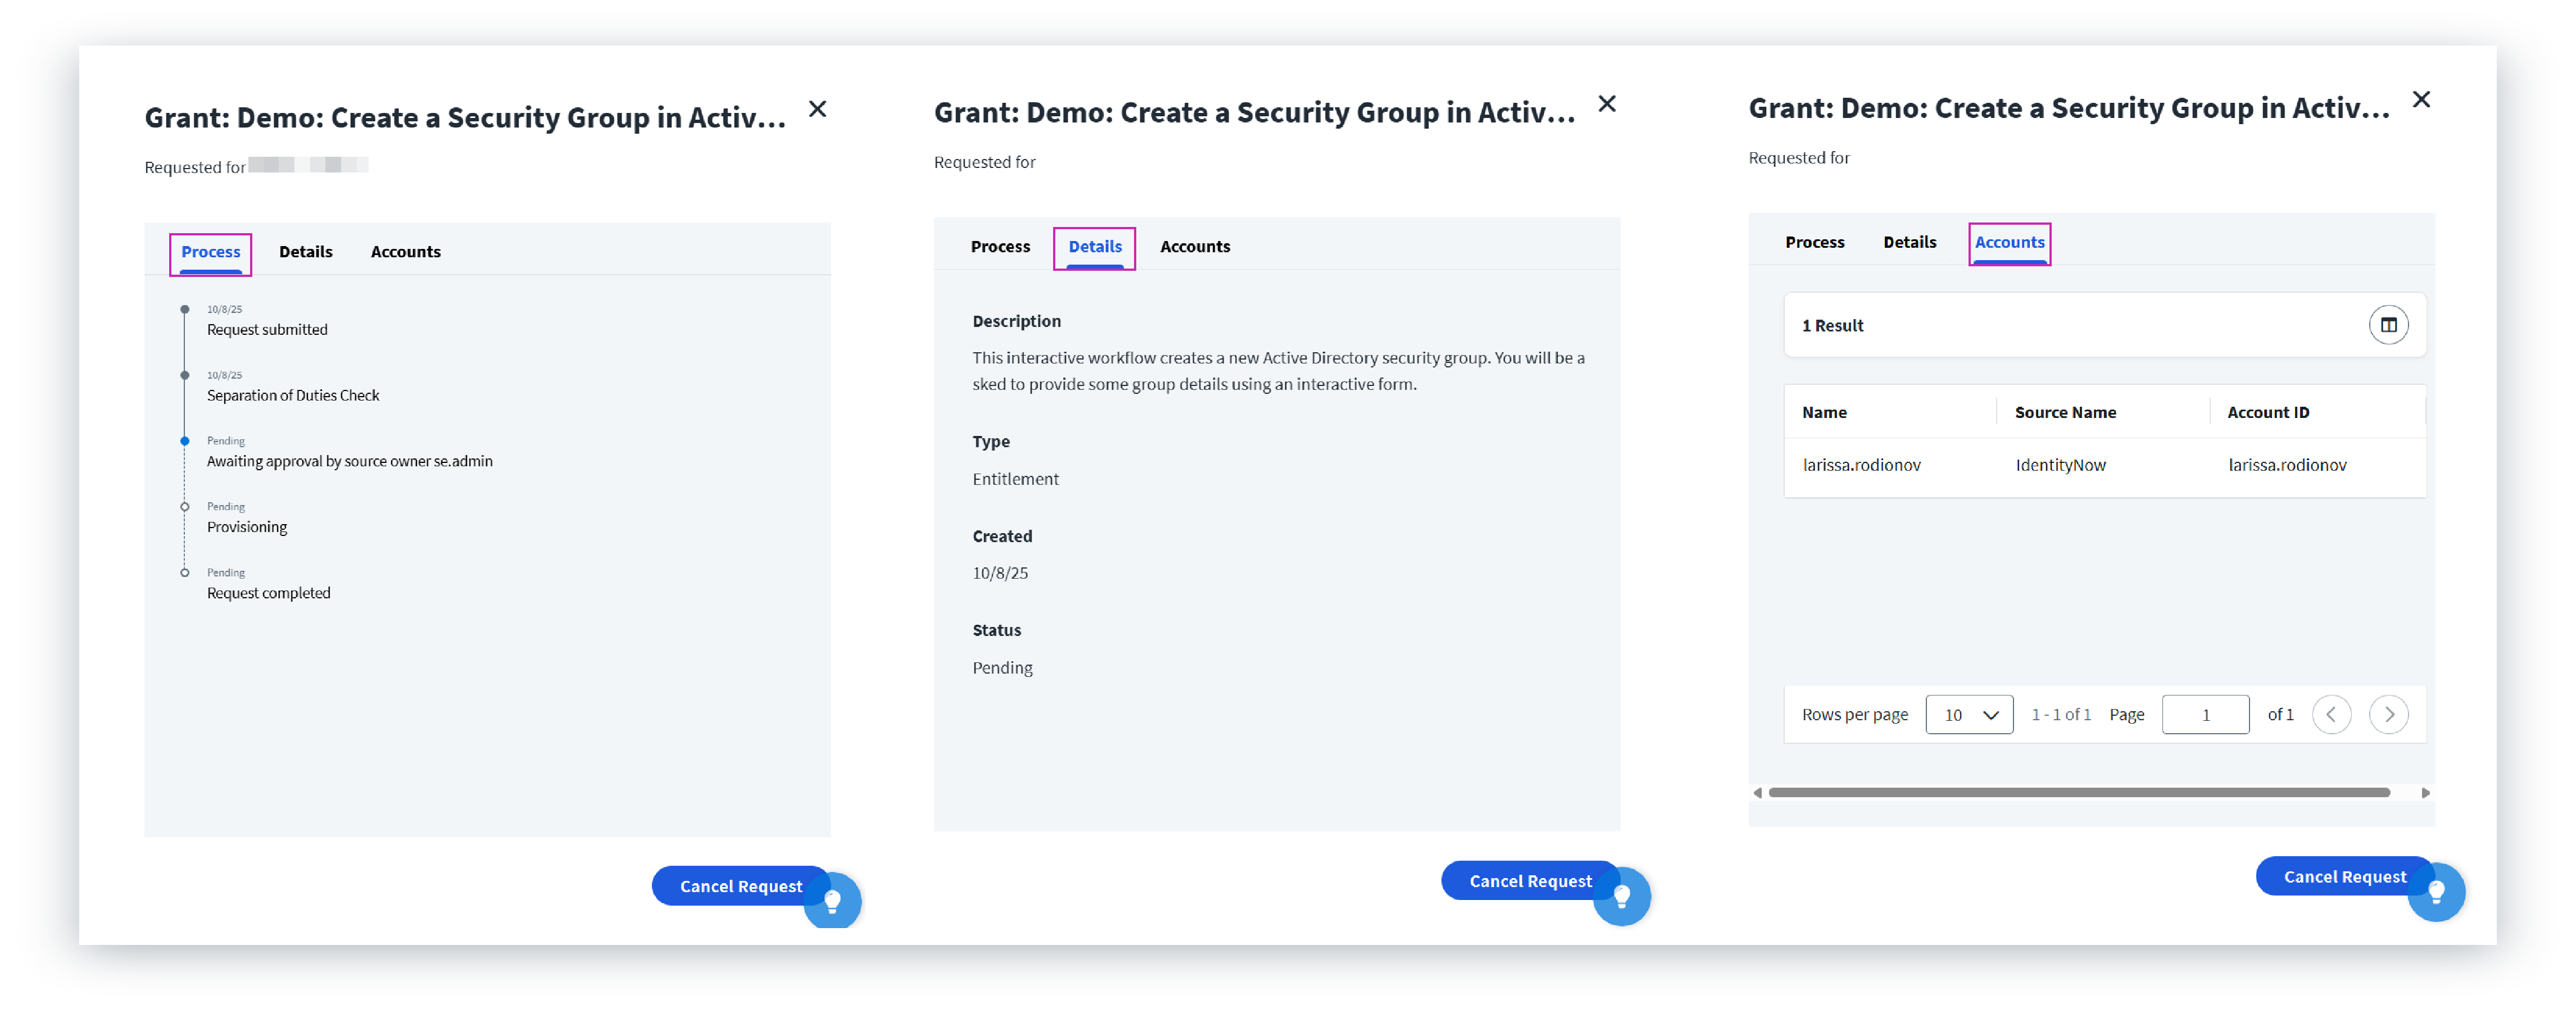 Grant: Demo: Create a Security Group in Activ...
Requested for
Process Details Accounts
10/8/25
Request submitted
10/8/25
Separation of Duties Check
Pending
Awaiting approval by source owner se.admin
Pending
Provisioning
Pending
Request completed
Cancel Request
Grant: Demo: Create a Security Group in Activ...
Requested for
Process Details Accounts
Description
This interactive workflow creates a new Active Directory security group. You will be a
sked to provide some group details using an interactive form.
Type
Entitlement
Created
10/8/25
Status
Pending
Cancel Request
Grant: Demo: Create a Security Group in Activ...
Requested for
Process Details Accounts
1 Result
Name Source Name Account ID
larissa.rodionov IdentityNow larissa.rodionov
Rows per page 10 1 - 1 of 1 Page 1 of 1
Cancel Request